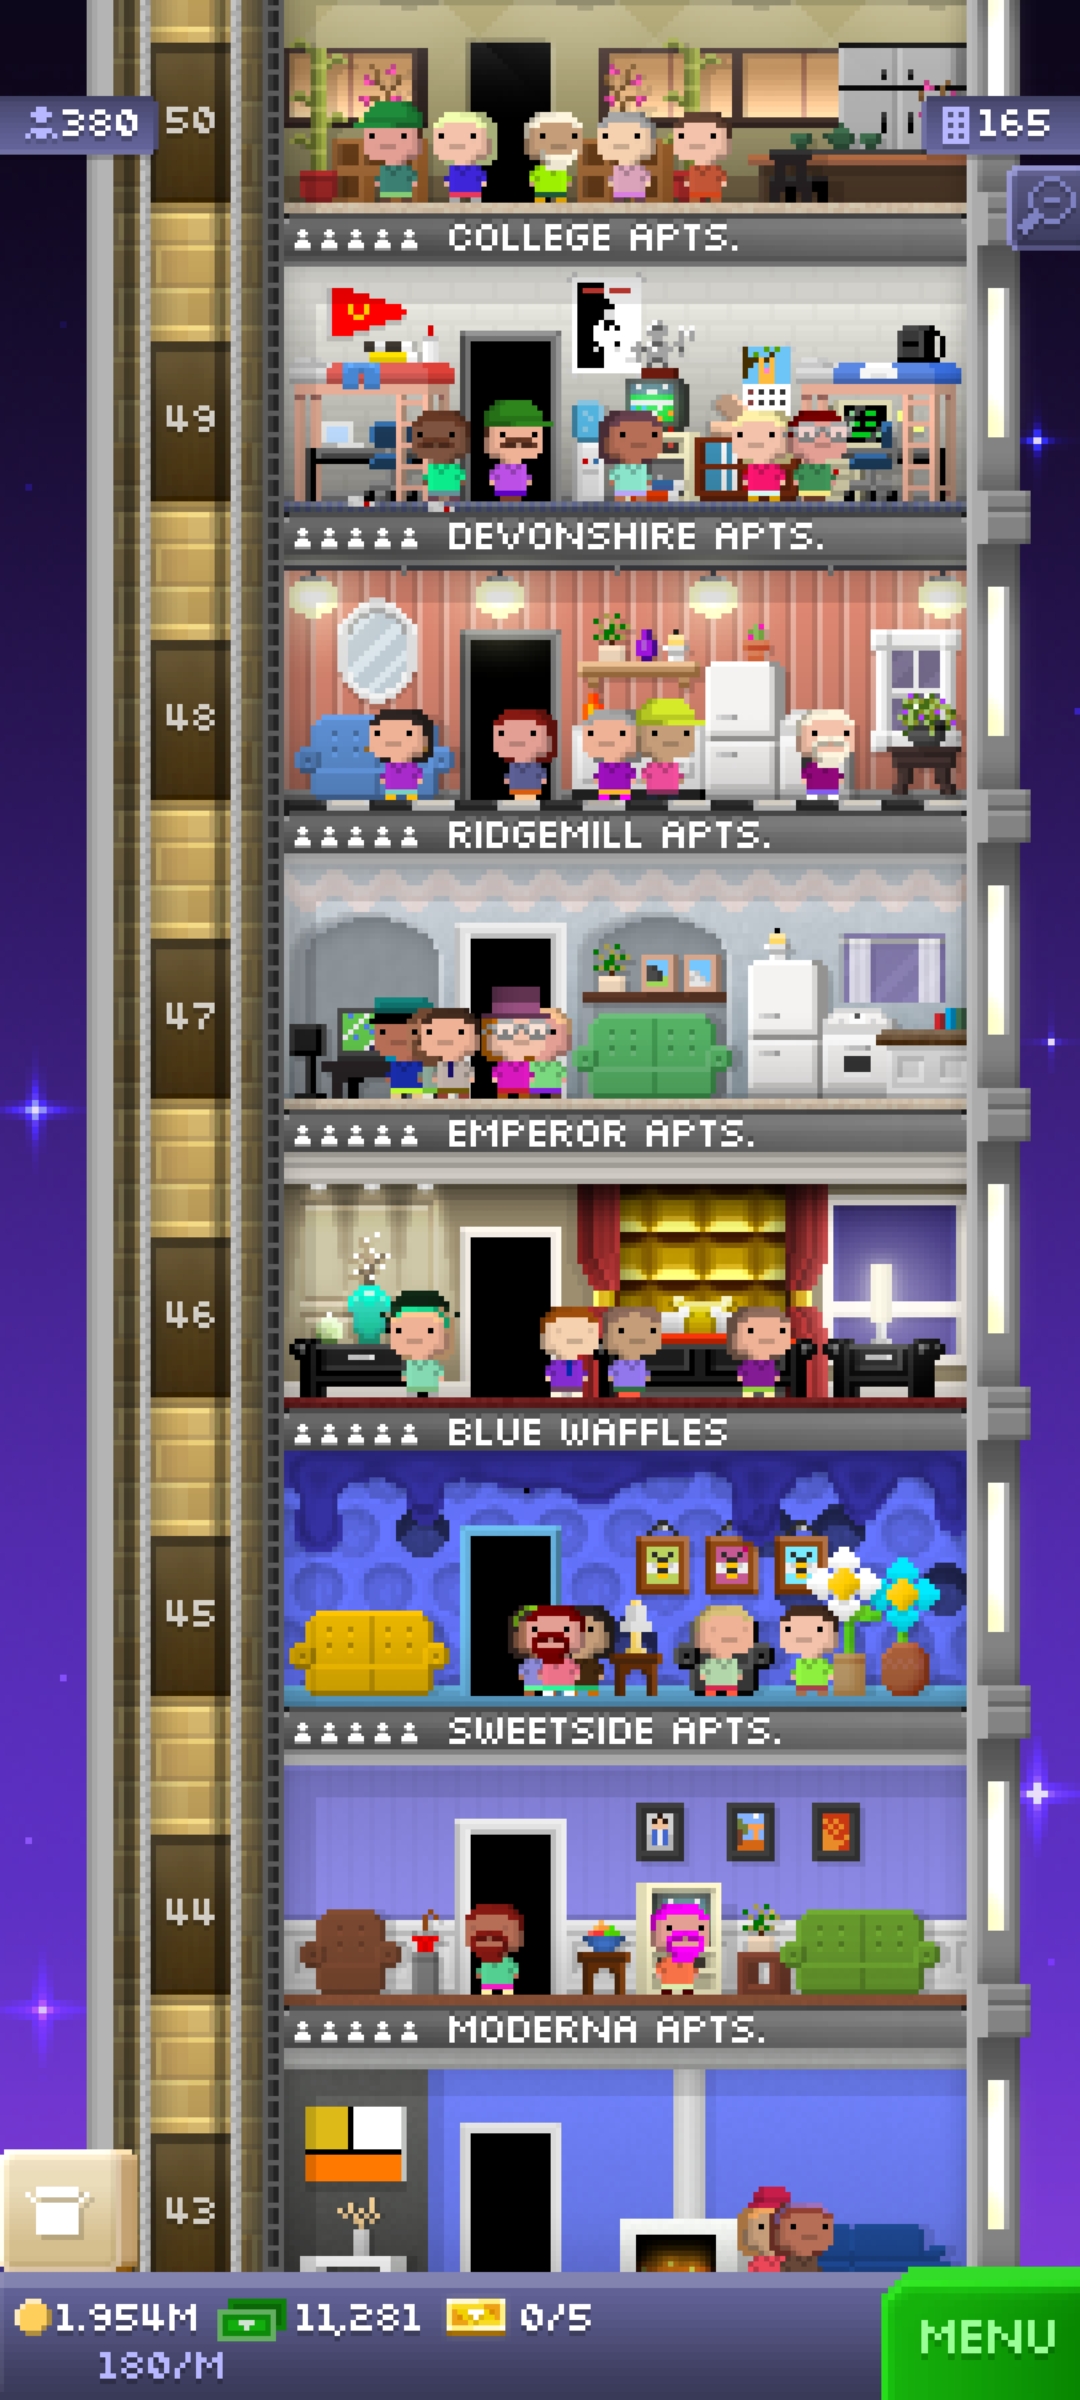 380
50
165
COLLEGE APTS.
49
DEVONSHIRE APTS.
48
RIDGEMILL APTS.
47
EMPEROR APTS.
46
BLUE WAFFLES
45
SWEETSIDE APTS.
44
MODERNA APTS.
43
1.954M 11,281 0/5
180/M
MENU